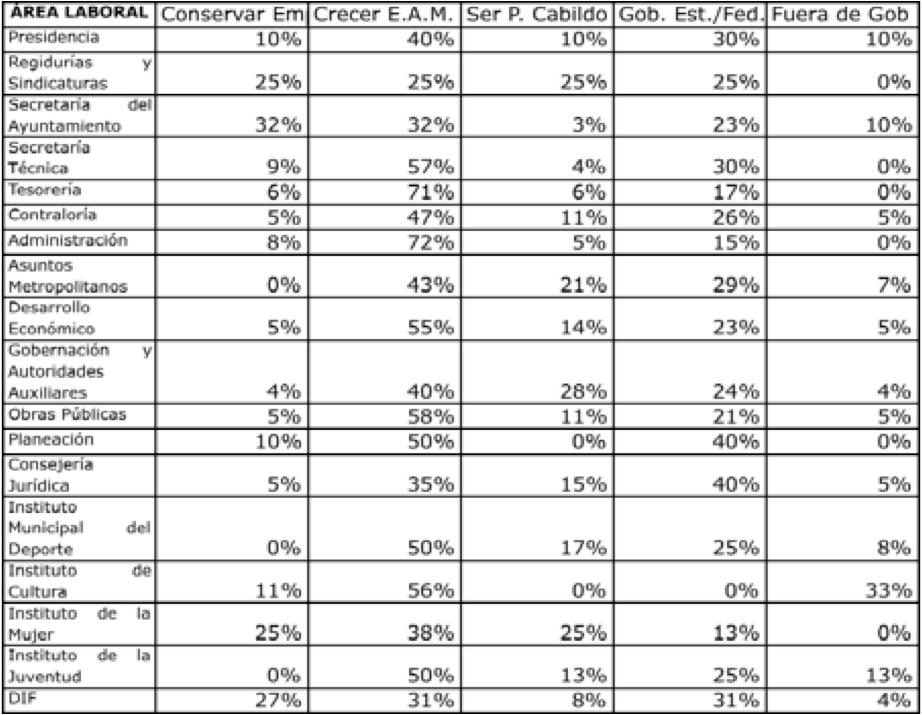 ÁREA LABORAL Conservar Em Crecer E.A.M. Ser P. Cabildo Gob. Est./Fed. Fuera de Gob
Presidencia 10% 40% 10% 30% 10%
Regidurías y
Sindicaturas 25% 25% 25% 25% 0%
Secretaría del
Ayuntamiento 32% 32% 3% 23% 10%
Secretaría
Técnica 9% 57% 4% 30% 0%
Tesorería 6% 71% 6% 17% 0%
Contraloría 5% 47% 11% 26% 5%
Administración 8% 72% 5% 15% 0%
Asuntos
Metropolitanos 0% 43% 21% 29% 7%
Desarrollo
Económico 5% 55% 14% 23% 5%
Gobernación y
Autoridades
Auxiliares 4% 40% 28% 24% 4%
Obras Públicas 5% 58% 11% 21% 5%
Planeación 10% 50% 0% 40% 0%
Consejería
Jurídica 5% 35% 15% 40% 5%
Instituto
Municipal del
Deporte 0% 50% 17% 25% 8%
Instituto de
Cultura 11% 56% 0% 0% 33%
Instituto de la
Mujer 25% 38% 25% 13% 0%
Instituto de la
Juventud 0% 50% 13% 25% 13%
DIF 27% 31% 8% 31% 4%